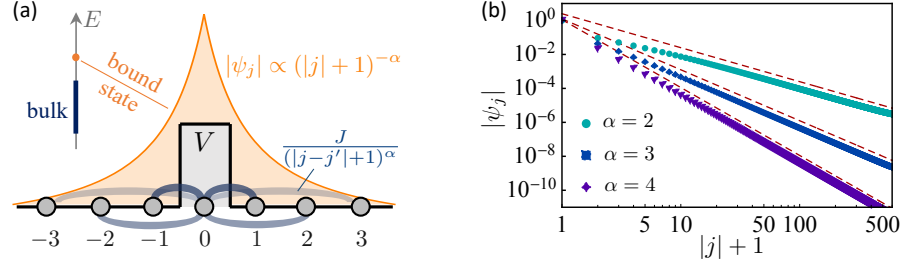 (a)
E
bound state
bulk
|ψ_j| ∝ (|j| + 1)^{-α}
V
J/(|j−j′|+1)^α
−3 −2 −1 0 1 2 3
(b)
|ψ_j|
10^0
10^{-2}
10^{-4}
10^{-6}
10^{-8}
10^{-10}
α = 2
α = 3
α = 4
1 5 10 50 100 500
|j| + 1